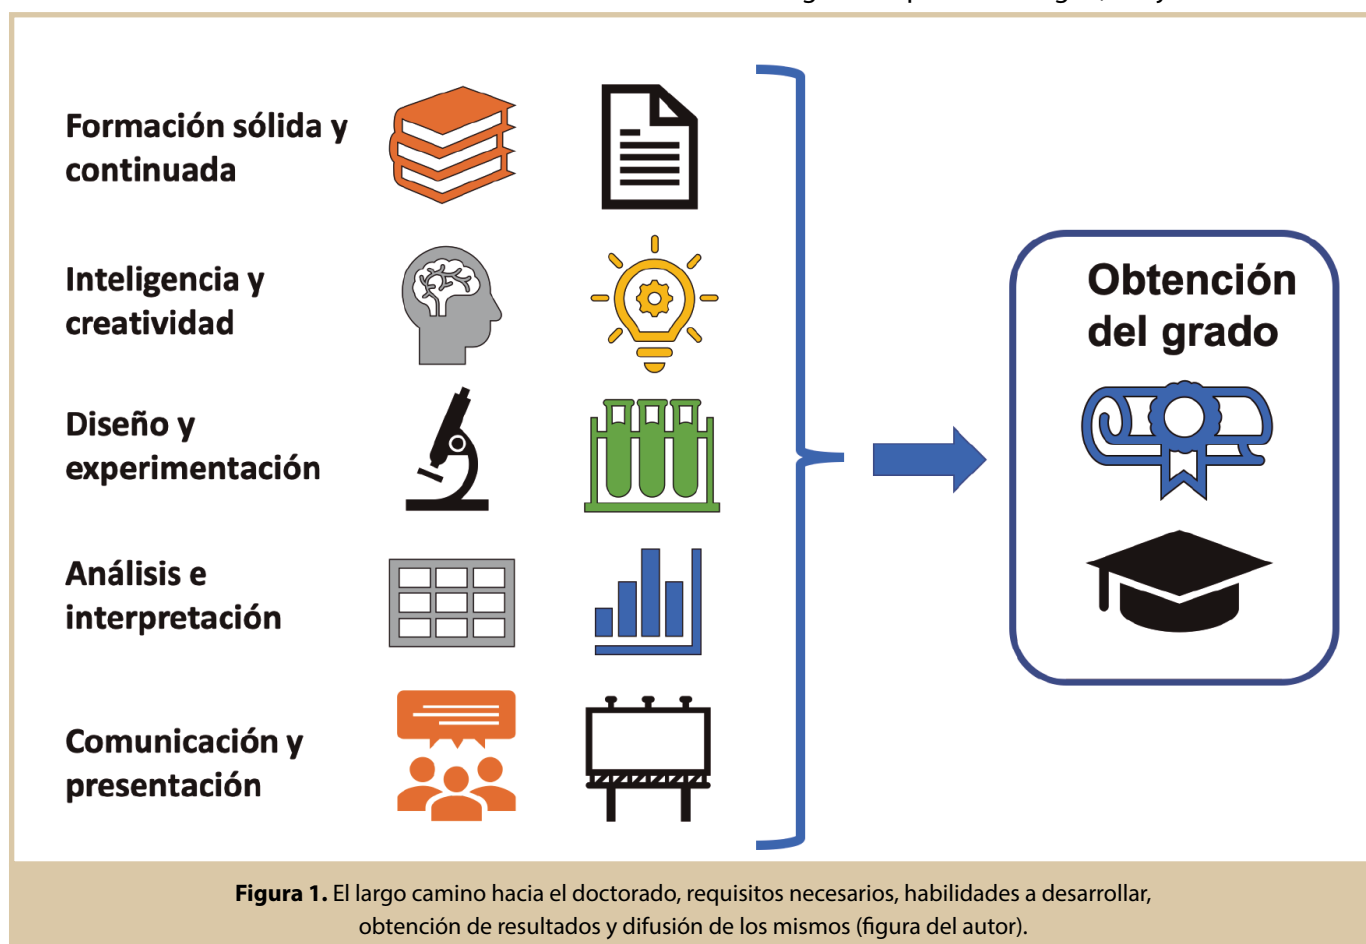 Formación sólida y
continuada
Inteligencia y
creatividad
Diseño y
experimentación
Análisis e
interpretación
Comunicación y
presentación
Obtención
del grado
Figura 1. El largo camino hacia el doctorado, requisitos necesarios, habilidades a desarrollar,
obtención de resultados y difusión de los mismos (figura del autor).